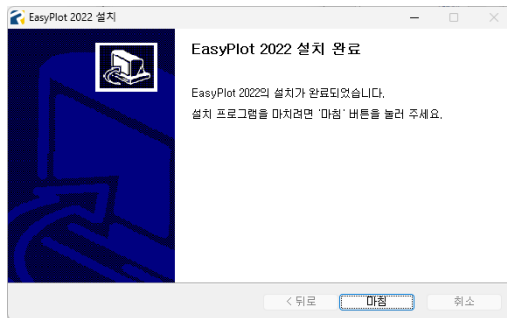 EasyPlot 2022 설치
EasyPlot 2022 설치 완료
EasyPlot 2022의 설치가 완료되었습니다.
설치 프로그램을 마치려면 '마침' 버튼을 눌러 주세요.
< 뒤로 마침 취소